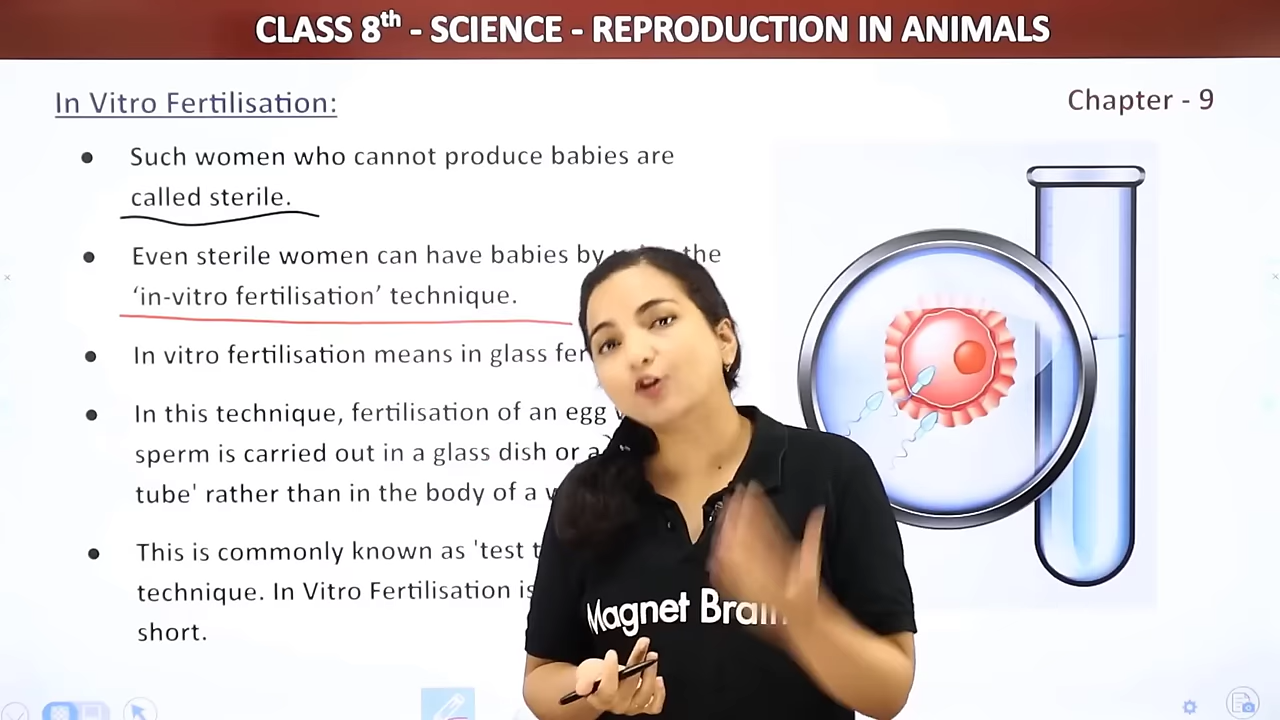 CLASS 8th - SCIENCE - REPRODUCTION IN ANIMALS
In Vitro Fertilisation:
Chapter - 9
Such women who cannot produce babies are
called sterile.
Even sterile women can have babies by the
‘in-vitro fertilisation’ technique.
In vitro fertilisation means in glass
In this technique, fertilisation of an egg
sperm is carried out in a glass dish or a
tube' rather than in the body of a
This is commonly known as 'test
technique. In Vitro Fertilisation is
short.
Magnet Brain